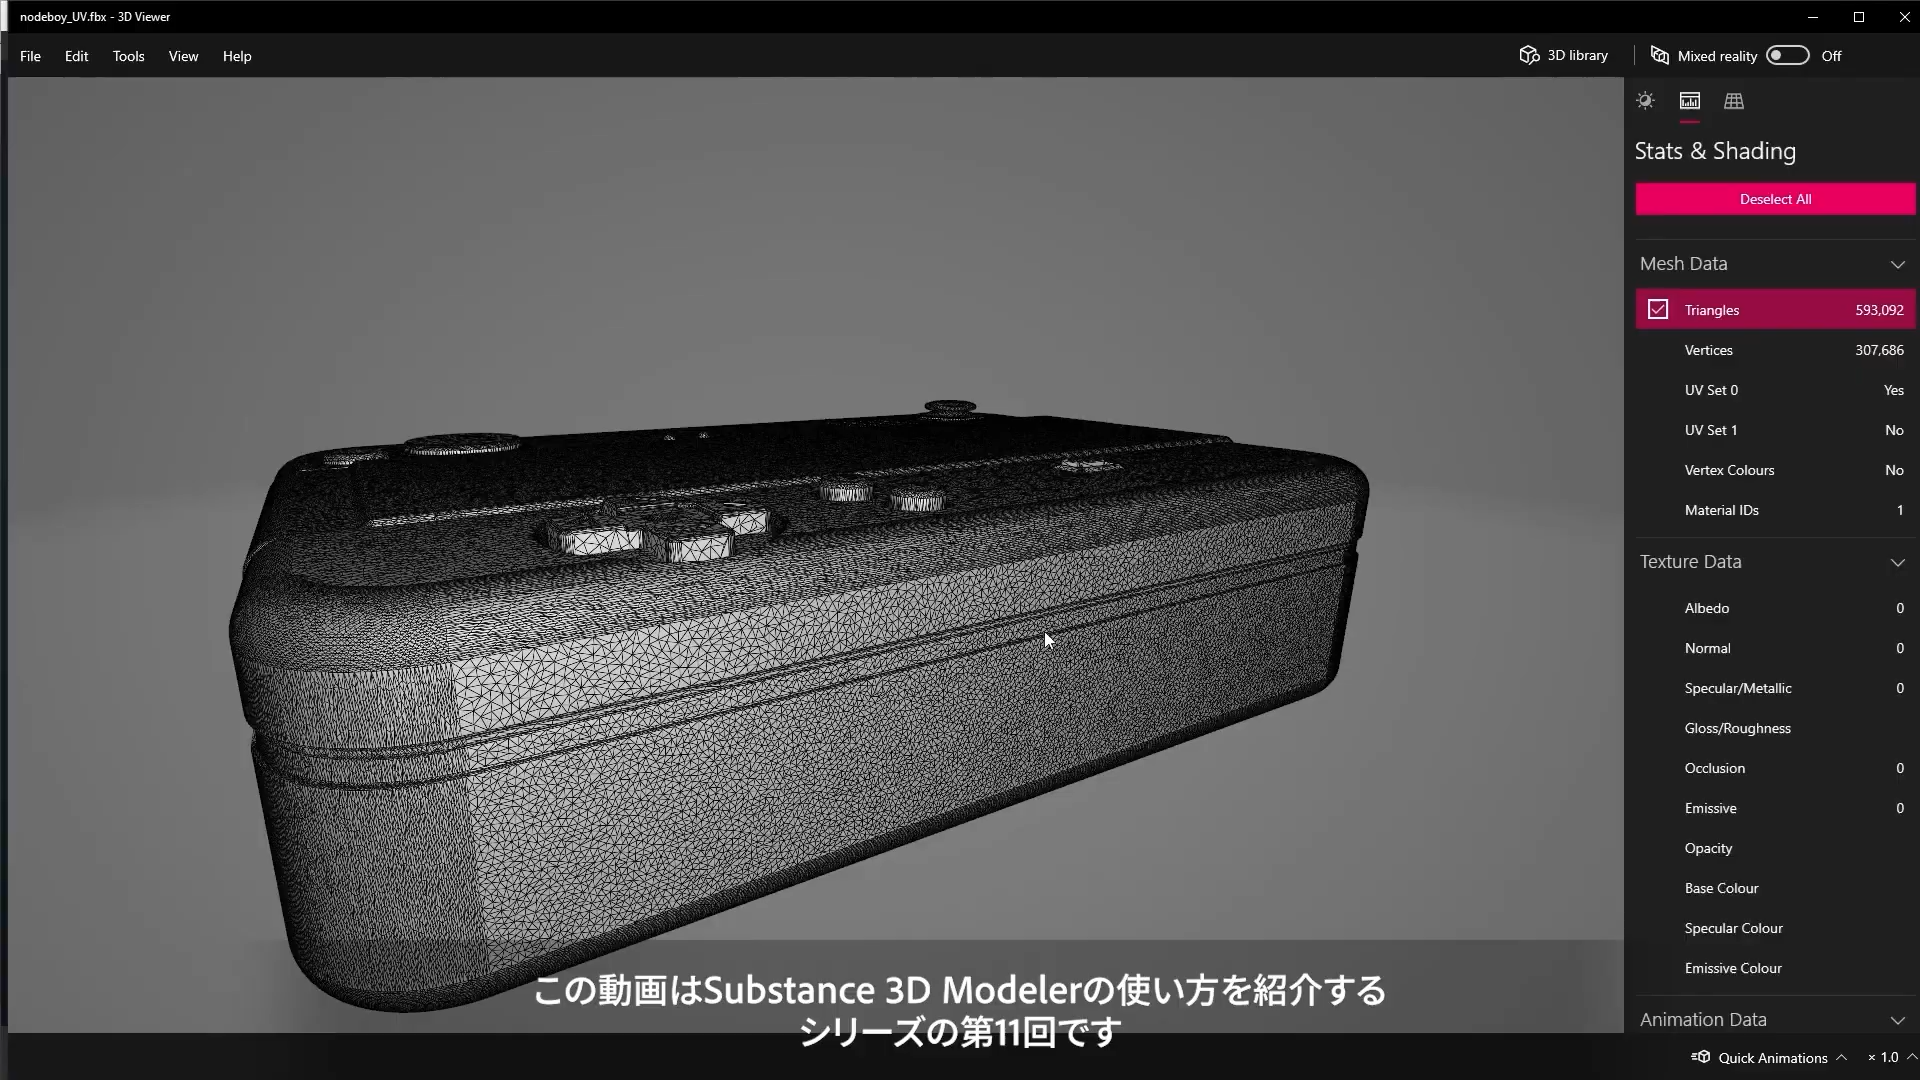 nodeboy_UV.fbx - 3D Viewer
File Edit Tools View Help
3D library
Mixed reality Off
Stats & Shading
Deselect All
Mesh Data
Triangles 593,092
Vertices 307,686
UV Set 0 Yes
UV Set 1 No
Vertex Colours No
Material IDs 1
Texture Data
Albedo 0
Normal 0
Specular/Metallic 0
Gloss/Roughness
Occlusion 0
Emissive 0
Opacity
Base Colour
Specular Colour
Emissive Colour
Animation Data
Quick Animations × 1.0
この動画はSubstance 3D Modelerの使い方を紹介する
シリーズの第11回です